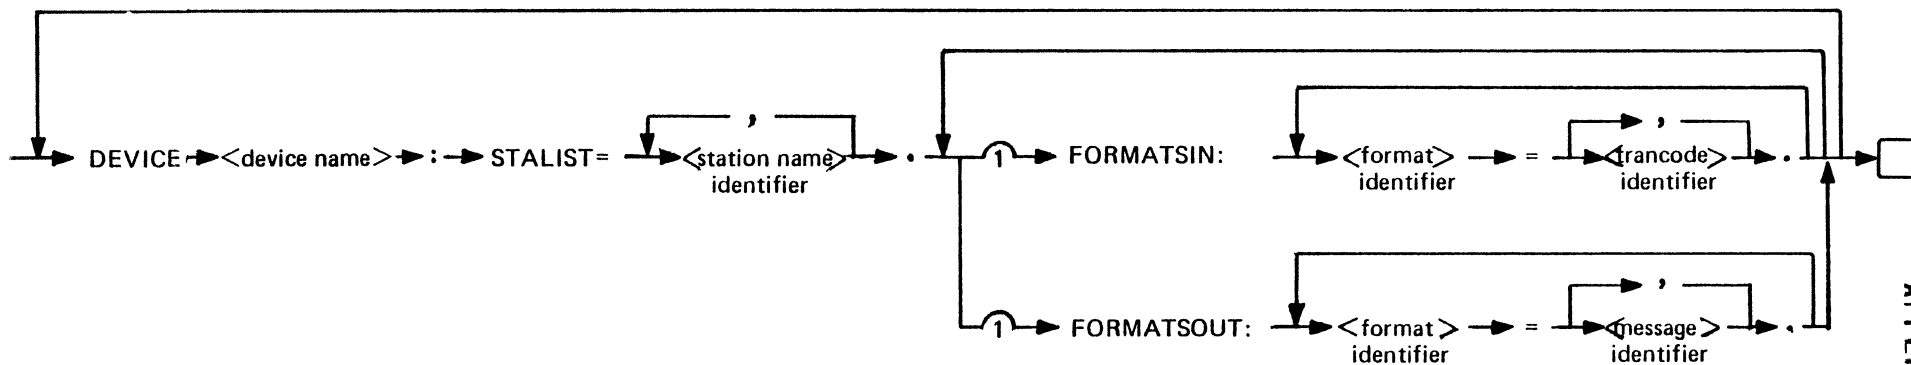 ,
,
DEVICE <device name> : STALIST= <station name> . 1 FORMATSIN: <format> = <trancode> .
identifier identifier identifier
,
1 FORMATSOUT: <format> = <message> .
identifier identifier